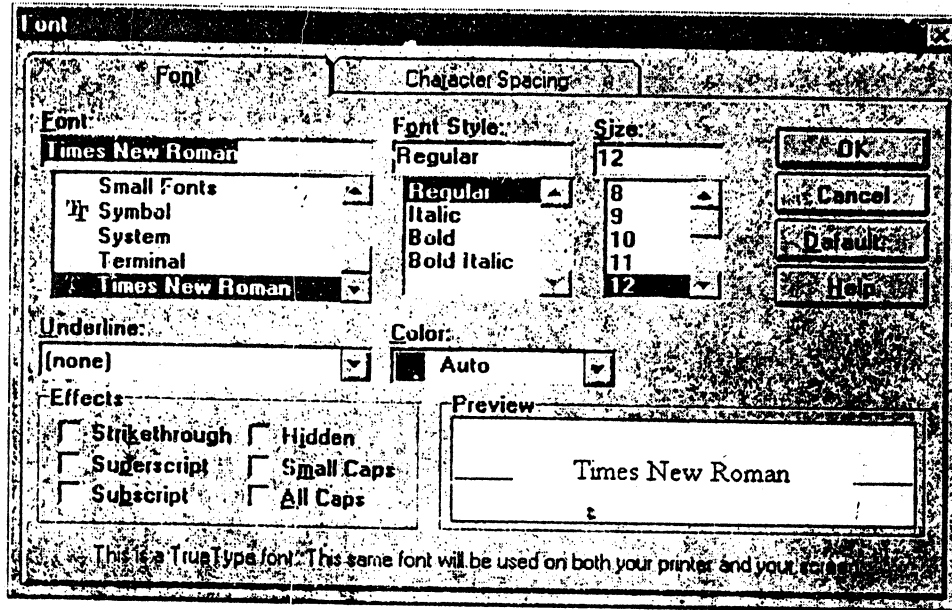 Font
Font
Character Spacing
Font:
Times New Roman
Small Fonts
Symbol
System
Terminal
Times New Roman
Font Style:
Regular
Regular
Italic
Bold
Bold Italic
Size:
12
8
9
10
11
12
OK
Cancel
Default...
Help
Underline:
(none)
Color:
Auto
Effects
Strikethrough
Superscript
Subscript
Hidden
Small Caps
All Caps
Preview
Times New Roman
This is a TrueType font. This same font will be used on both your printer and your screen.